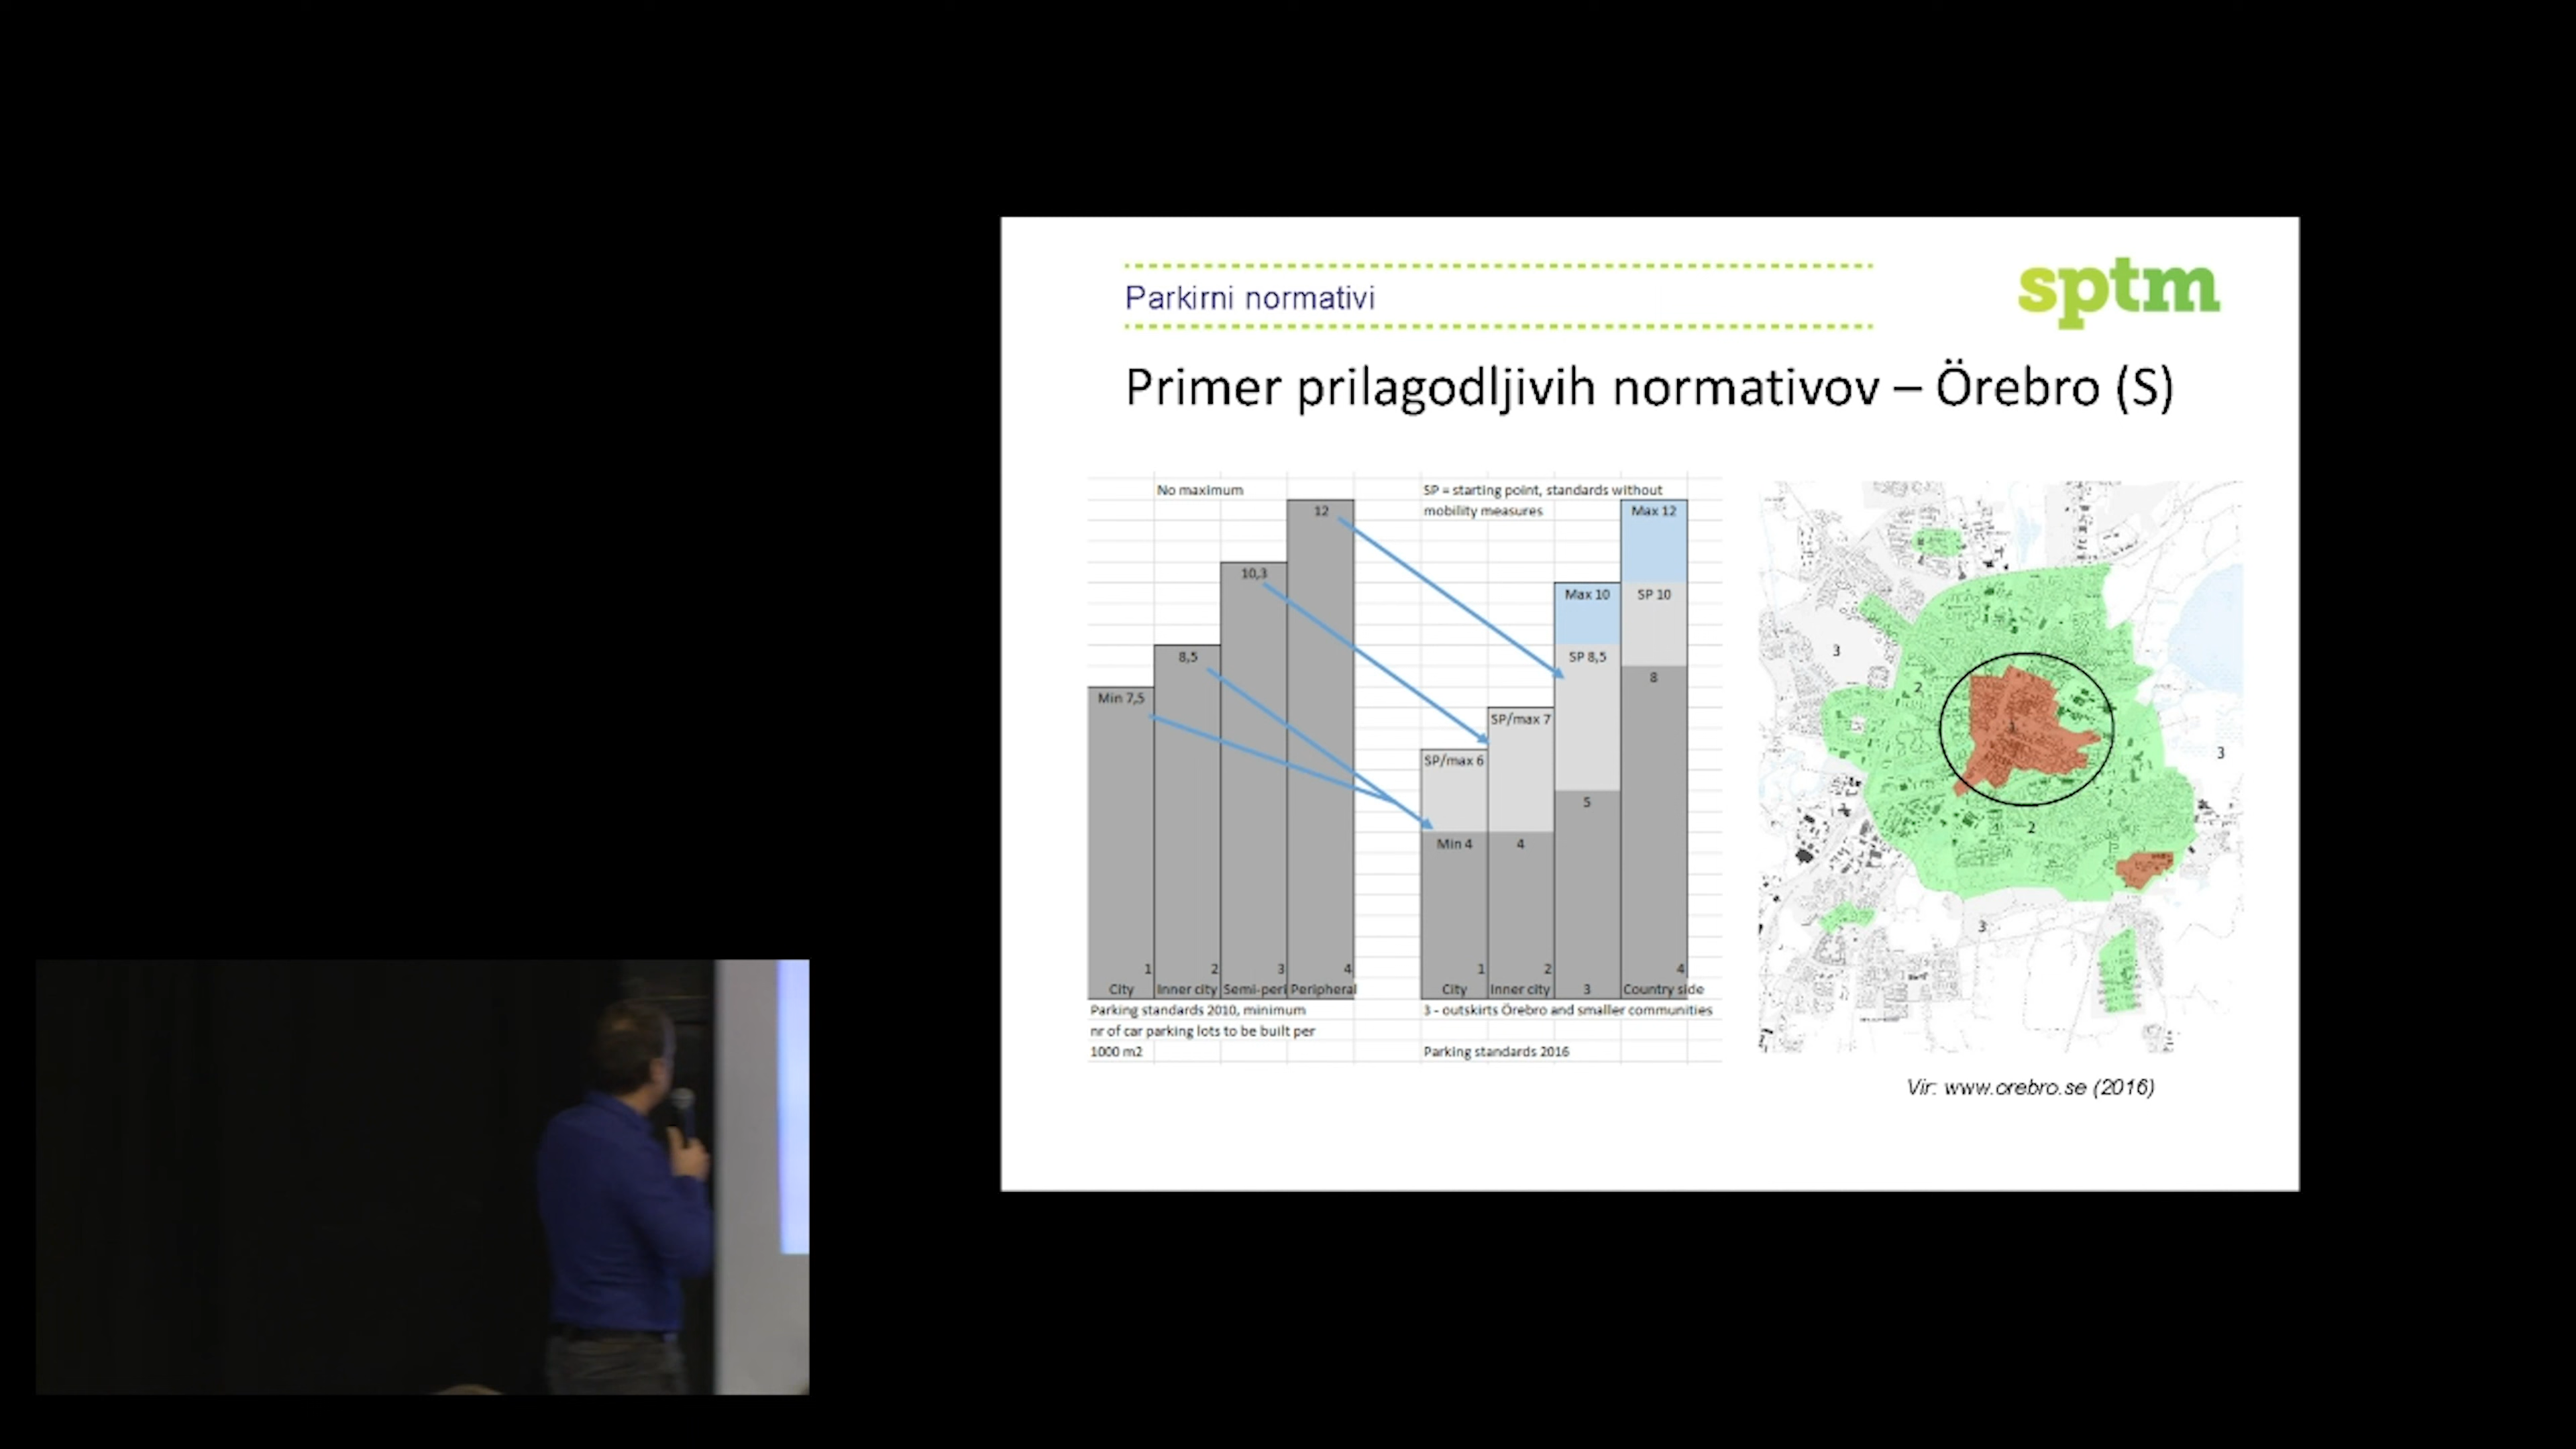 Parkirni normativi
sptm
Primer prilagodljivih normativov – Örebro (S)
No maximum
12
10,3
8,5
Min 7,5
1
2
3
4
City
Inner city
Semi-peri
Peripheral
Parking standards 2010, minimum
nr of car parking lots to be built per
1000 m2
SP = starting point, standards without
mobility measures
Max 12
Max 10
SP 10
SP 8,5
8
SP/max 7
SP/max 6
5
Min 4
4
1
2
4
City
Inner city
3
Country side
3 - outskirts Örebro and smaller communities
Parking standards 2016
3
2
3
2
3
Vir: www.orebro.se (2016)